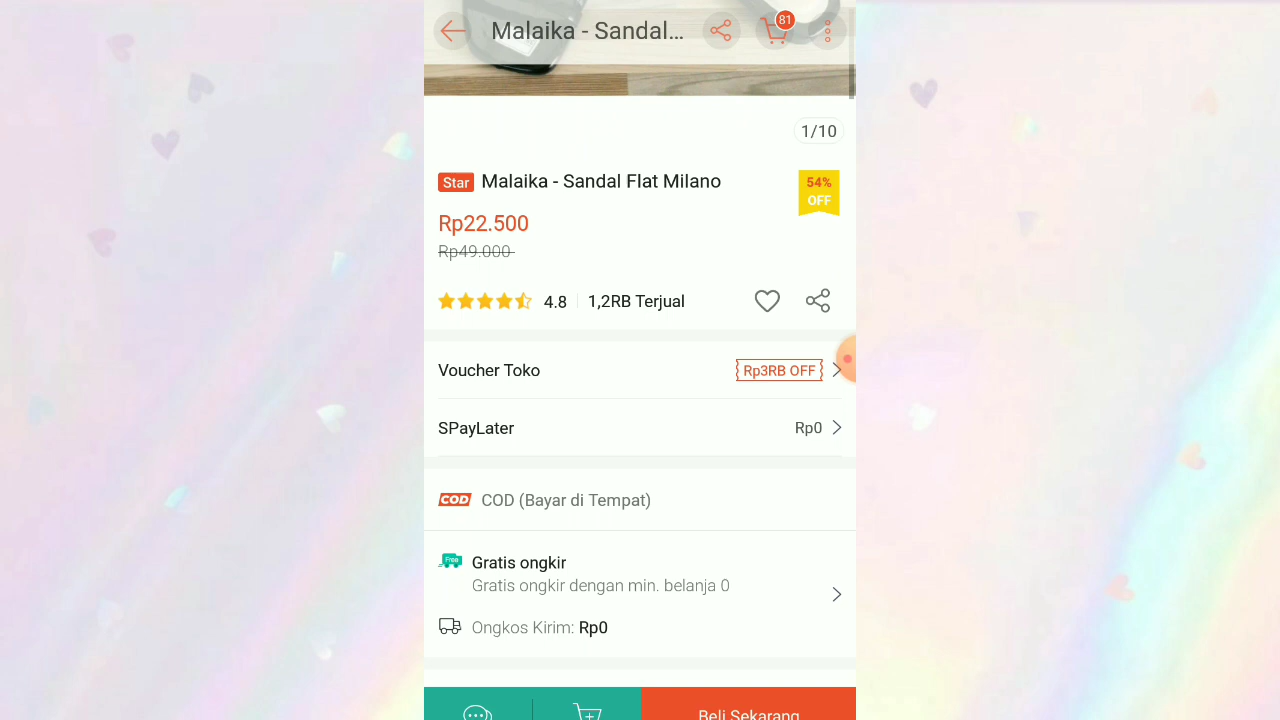 Malaika - Sandal...
81
1/10
Star Malaika - Sandal Flat Milano
54%
OFF
Rp22.500
Rp49.000
4.8
1,2RB Terjual
Voucher Toko
Rp3RB OFF
SPayLater
Rp0
COD COD (Bayar di Tempat)
Free Gratis ongkir
Gratis ongkir dengan min. belanja 0
Ongkos Kirim: Rp0
Beli Sekarang